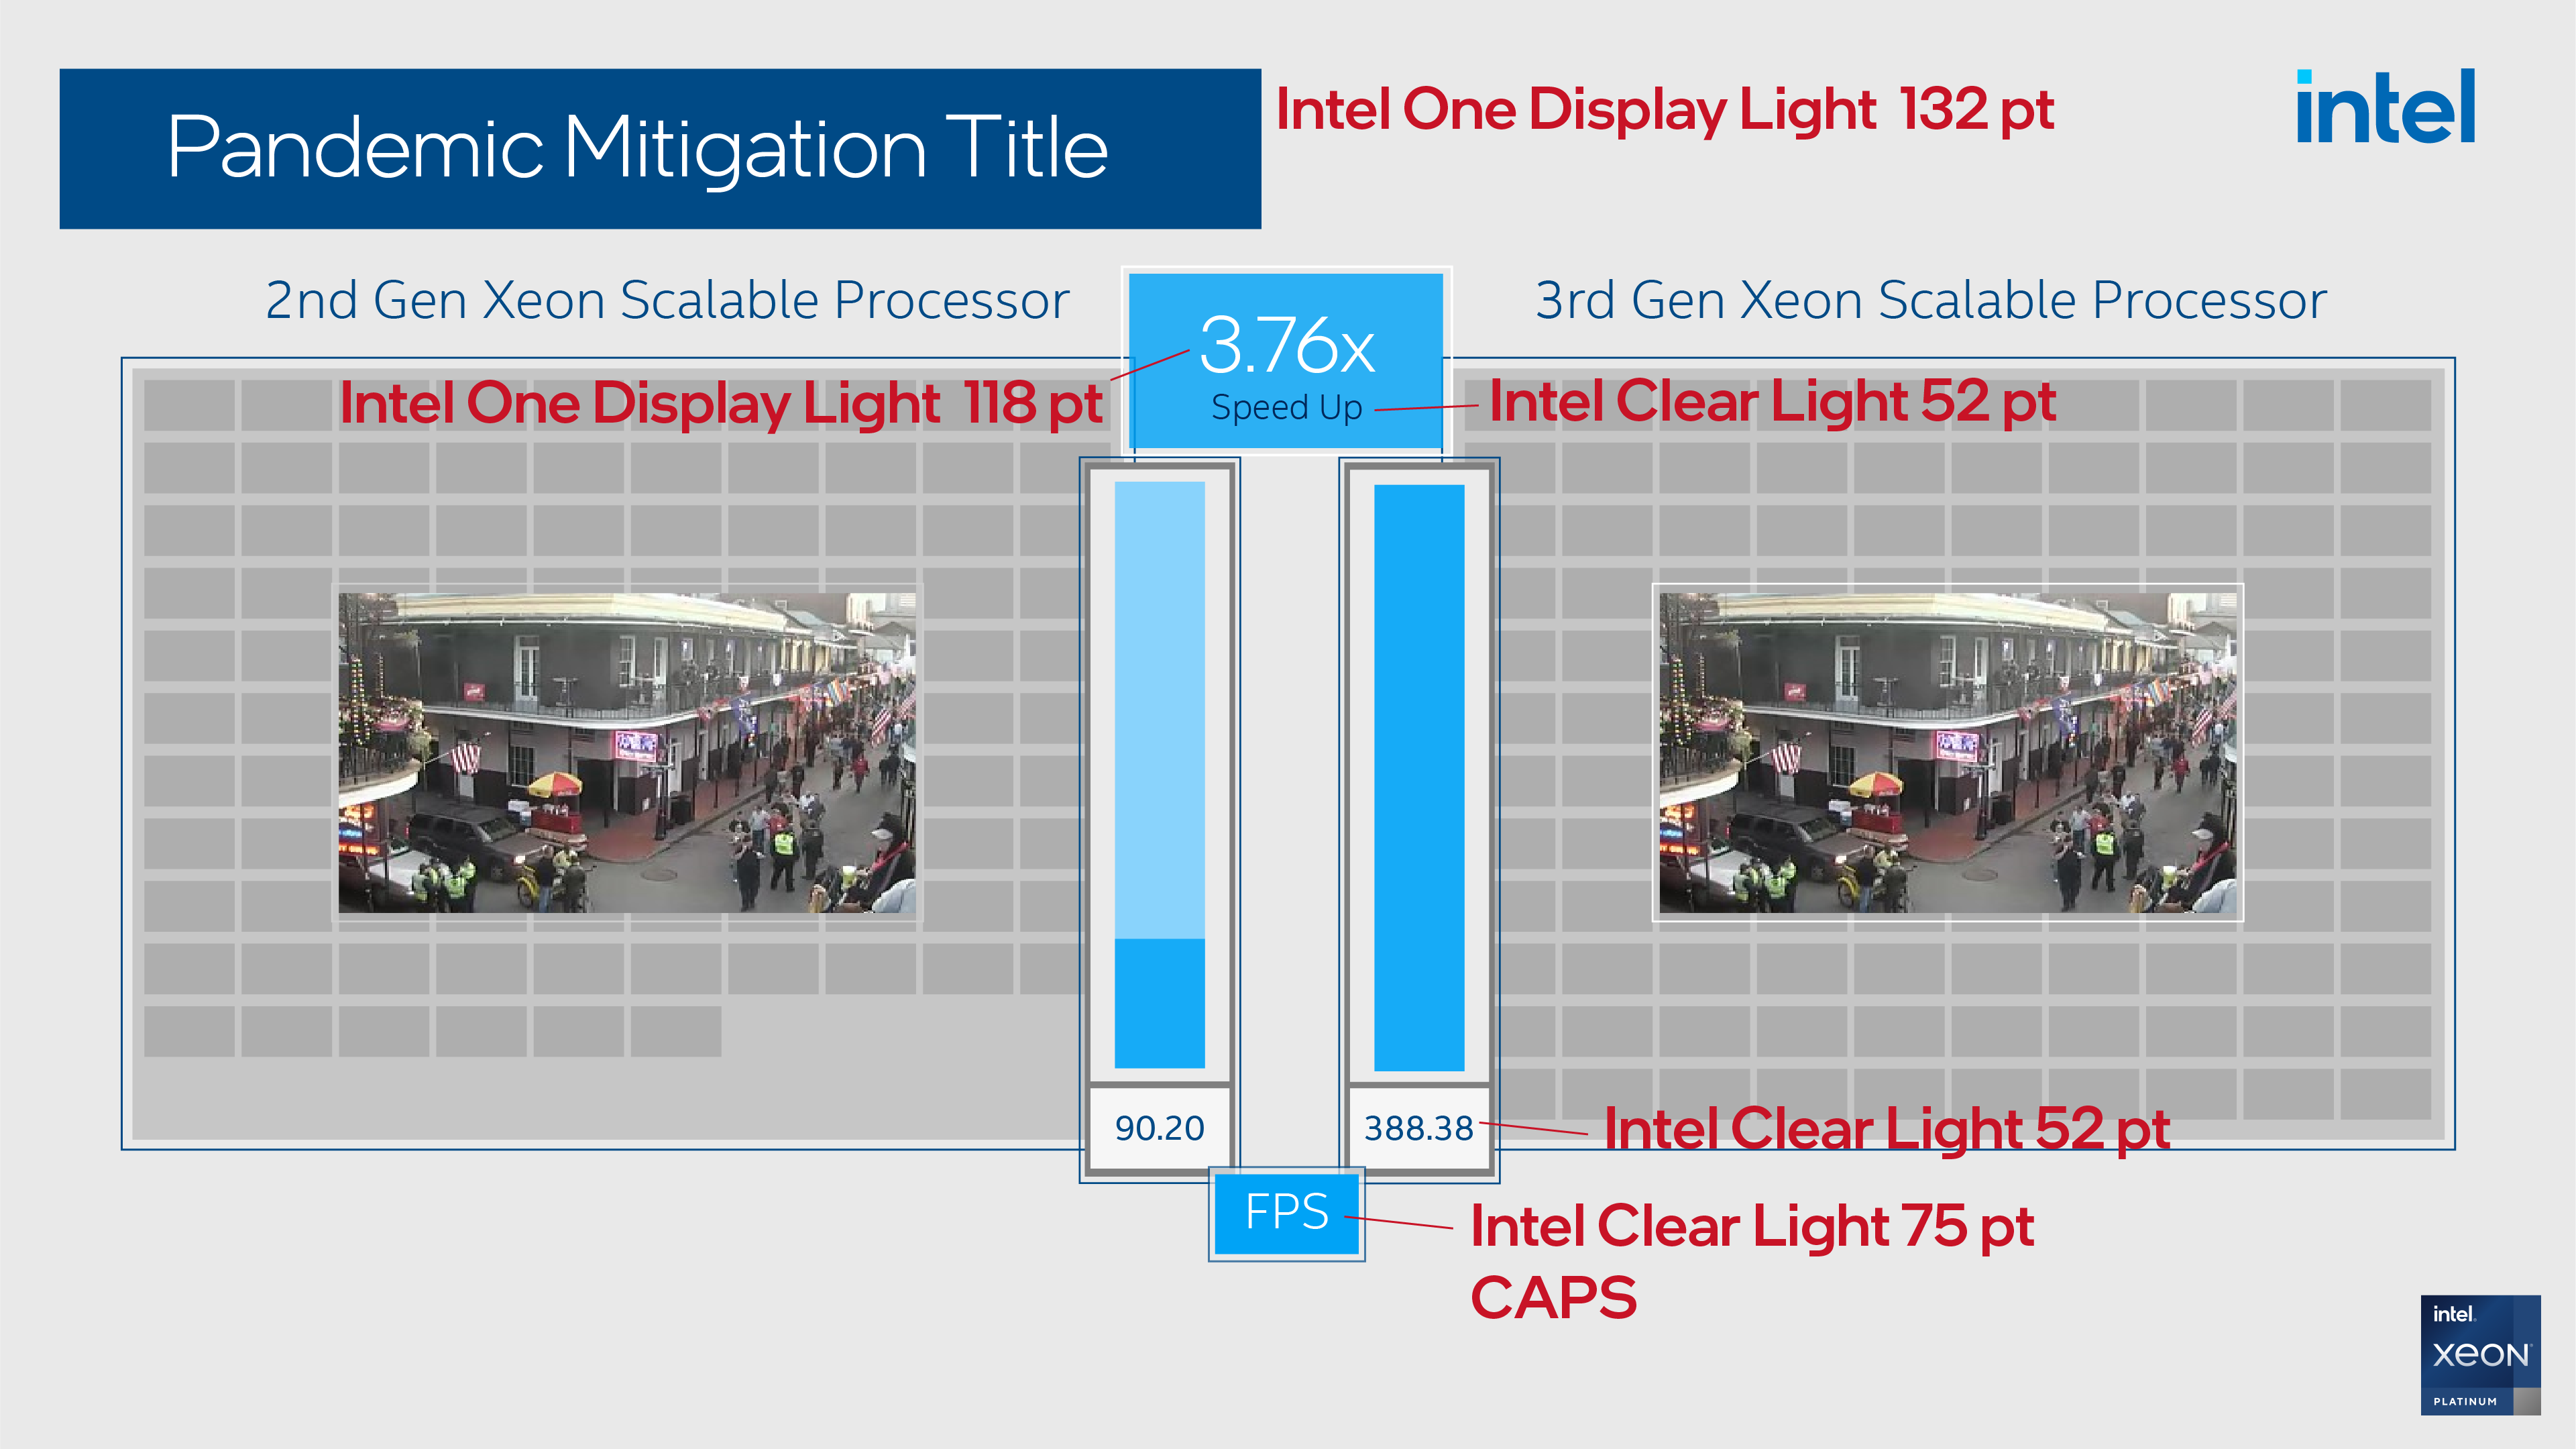 Pandemic Mitigation Title
Intel One Display Light 132 pt
intel
2nd Gen Xeon Scalable Processor
3.76x
Speed Up
3rd Gen Xeon Scalable Processor
Intel One Display Light 118 pt
Intel Clear Light 52 pt
90.20
388.38
Intel Clear Light 52 pt
FPS
Intel Clear Light 75 pt
CAPS
intel.
xeon
PLATINUM